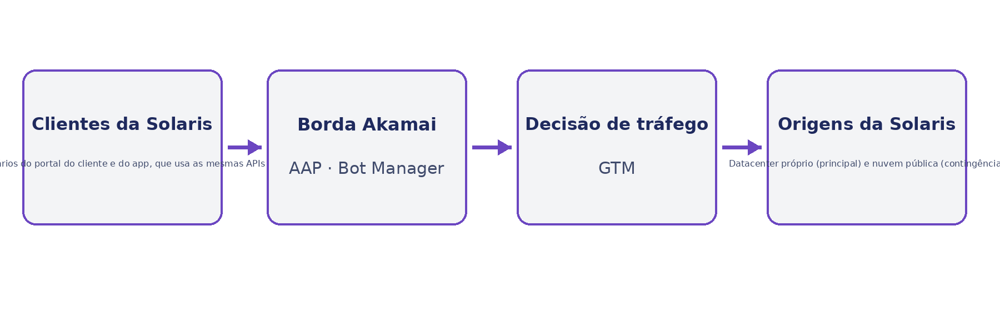 Clientes da Solaris
do portal do cliente e do app, que usa as mesmas APIs
Borda Akamai
AAP · Bot Manager
Decisão de tráfego
GTM
Origens da Solaris
Datacenter próprio (principal) e nuvem pública (contingência